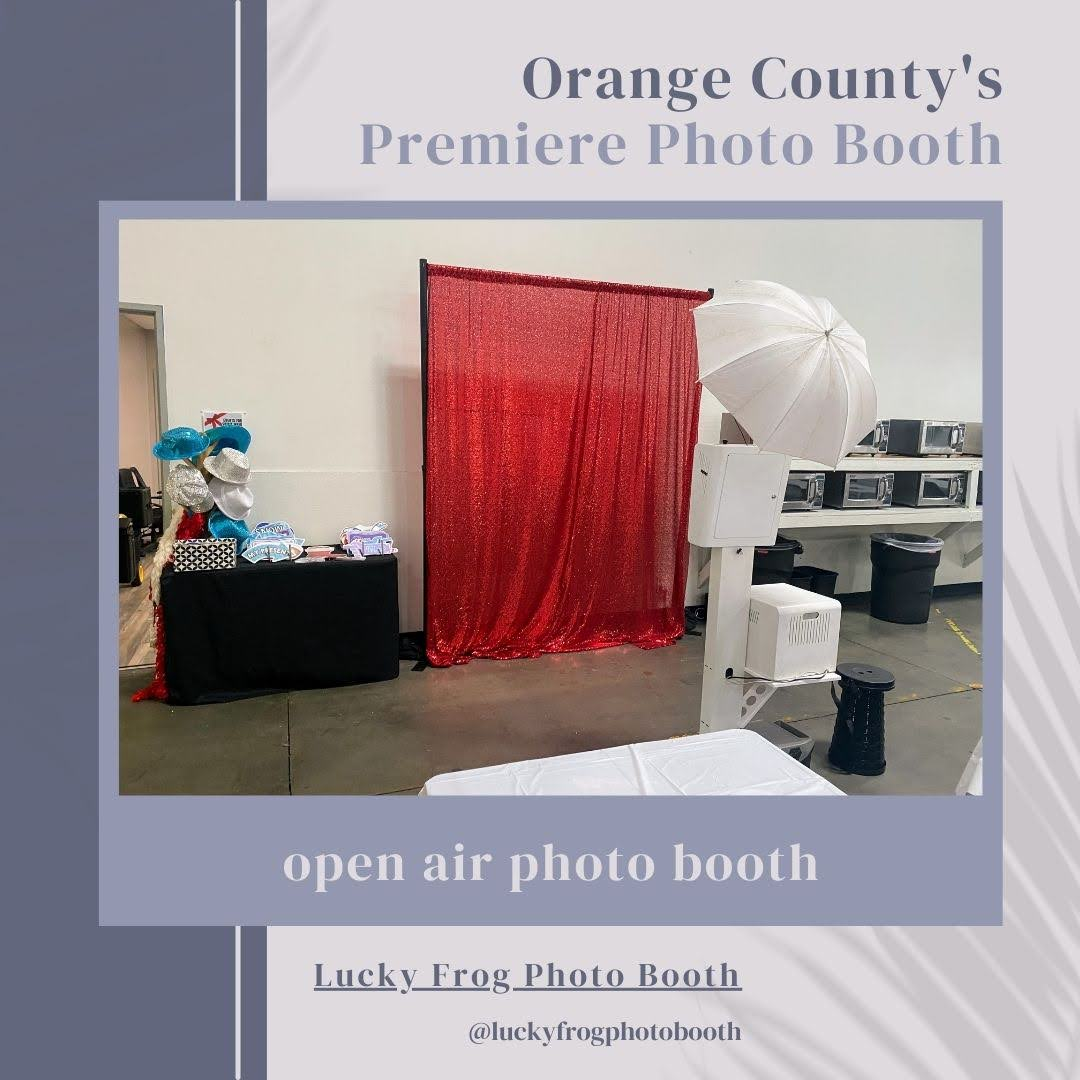 Orange County's
Premiere Photo Booth
open air photo booth
Lucky Frog Photo Booth
@luckyfrogphotobooth